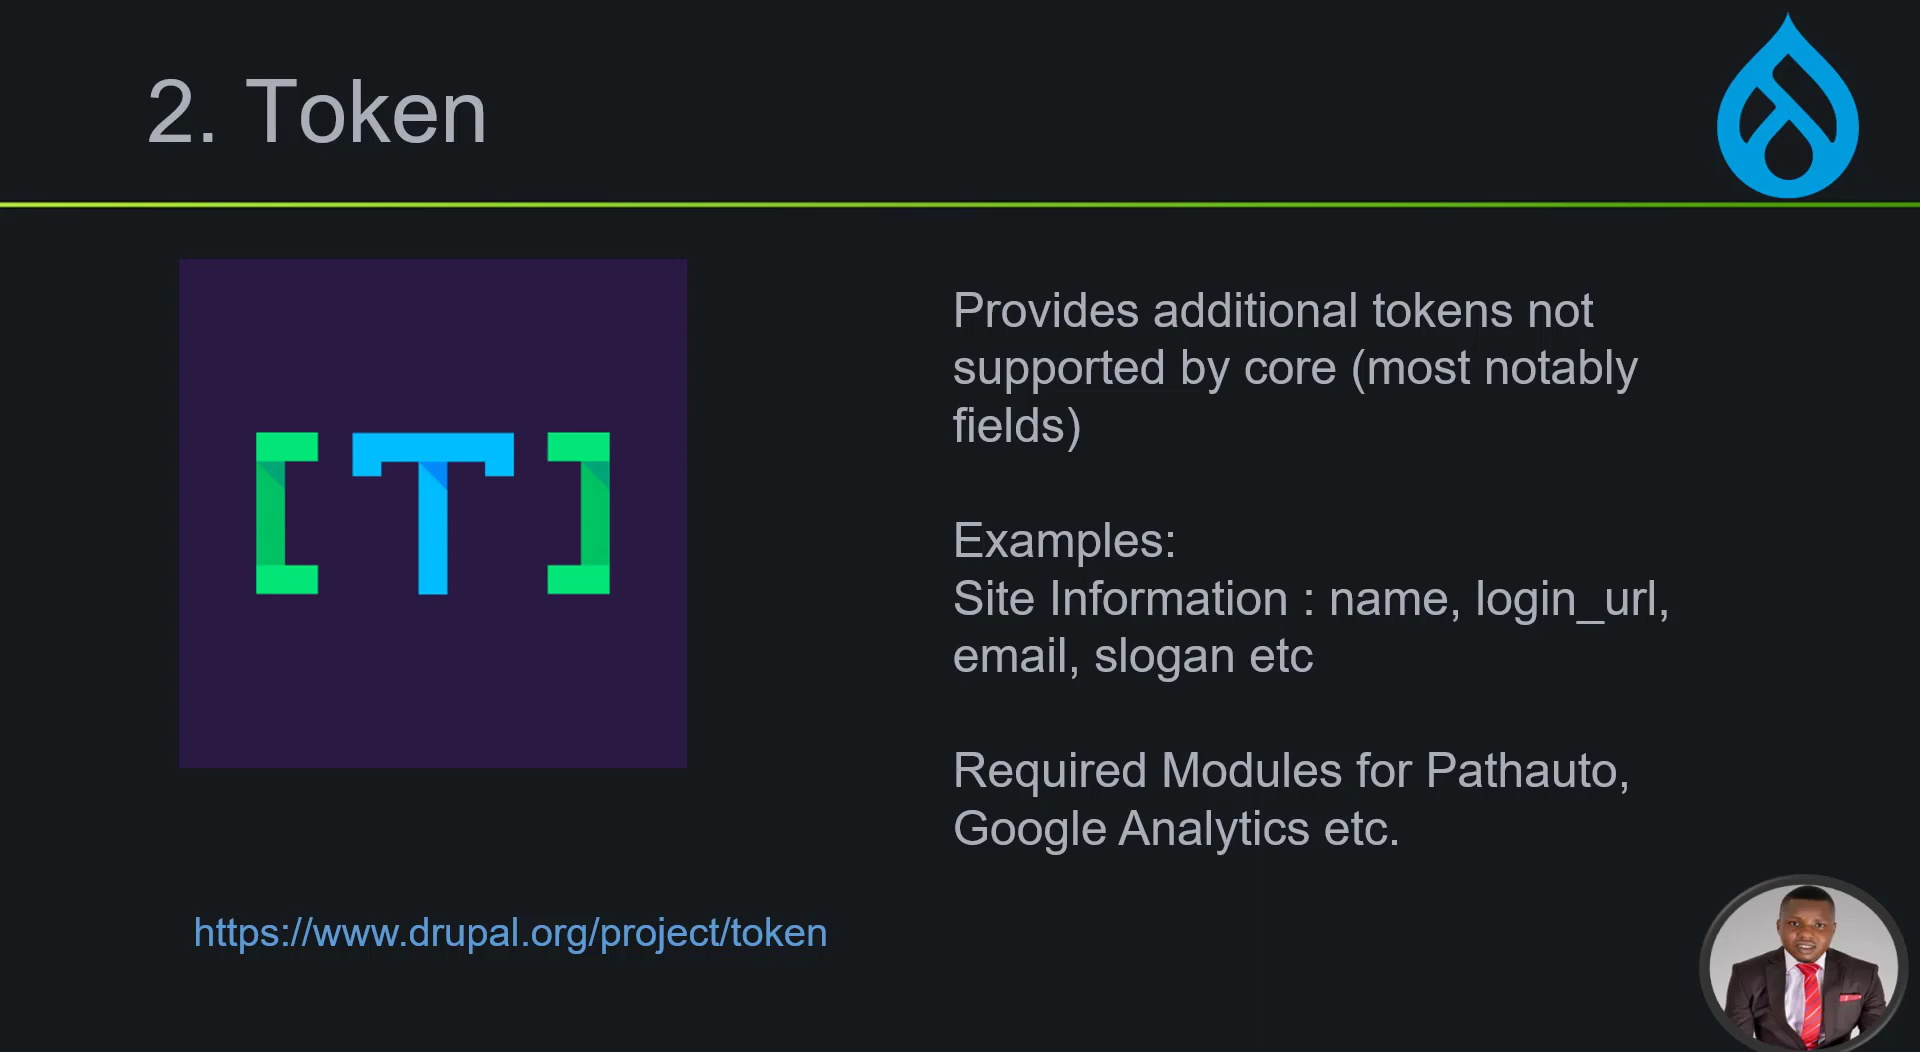 2. Token
[T]
Provides additional tokens not
supported by core (most notably
fields)
Examples:
Site Information : name, login_url,
email, slogan etc
Required Modules for Pathauto,
Google Analytics etc.
https://www.drupal.org/project/token